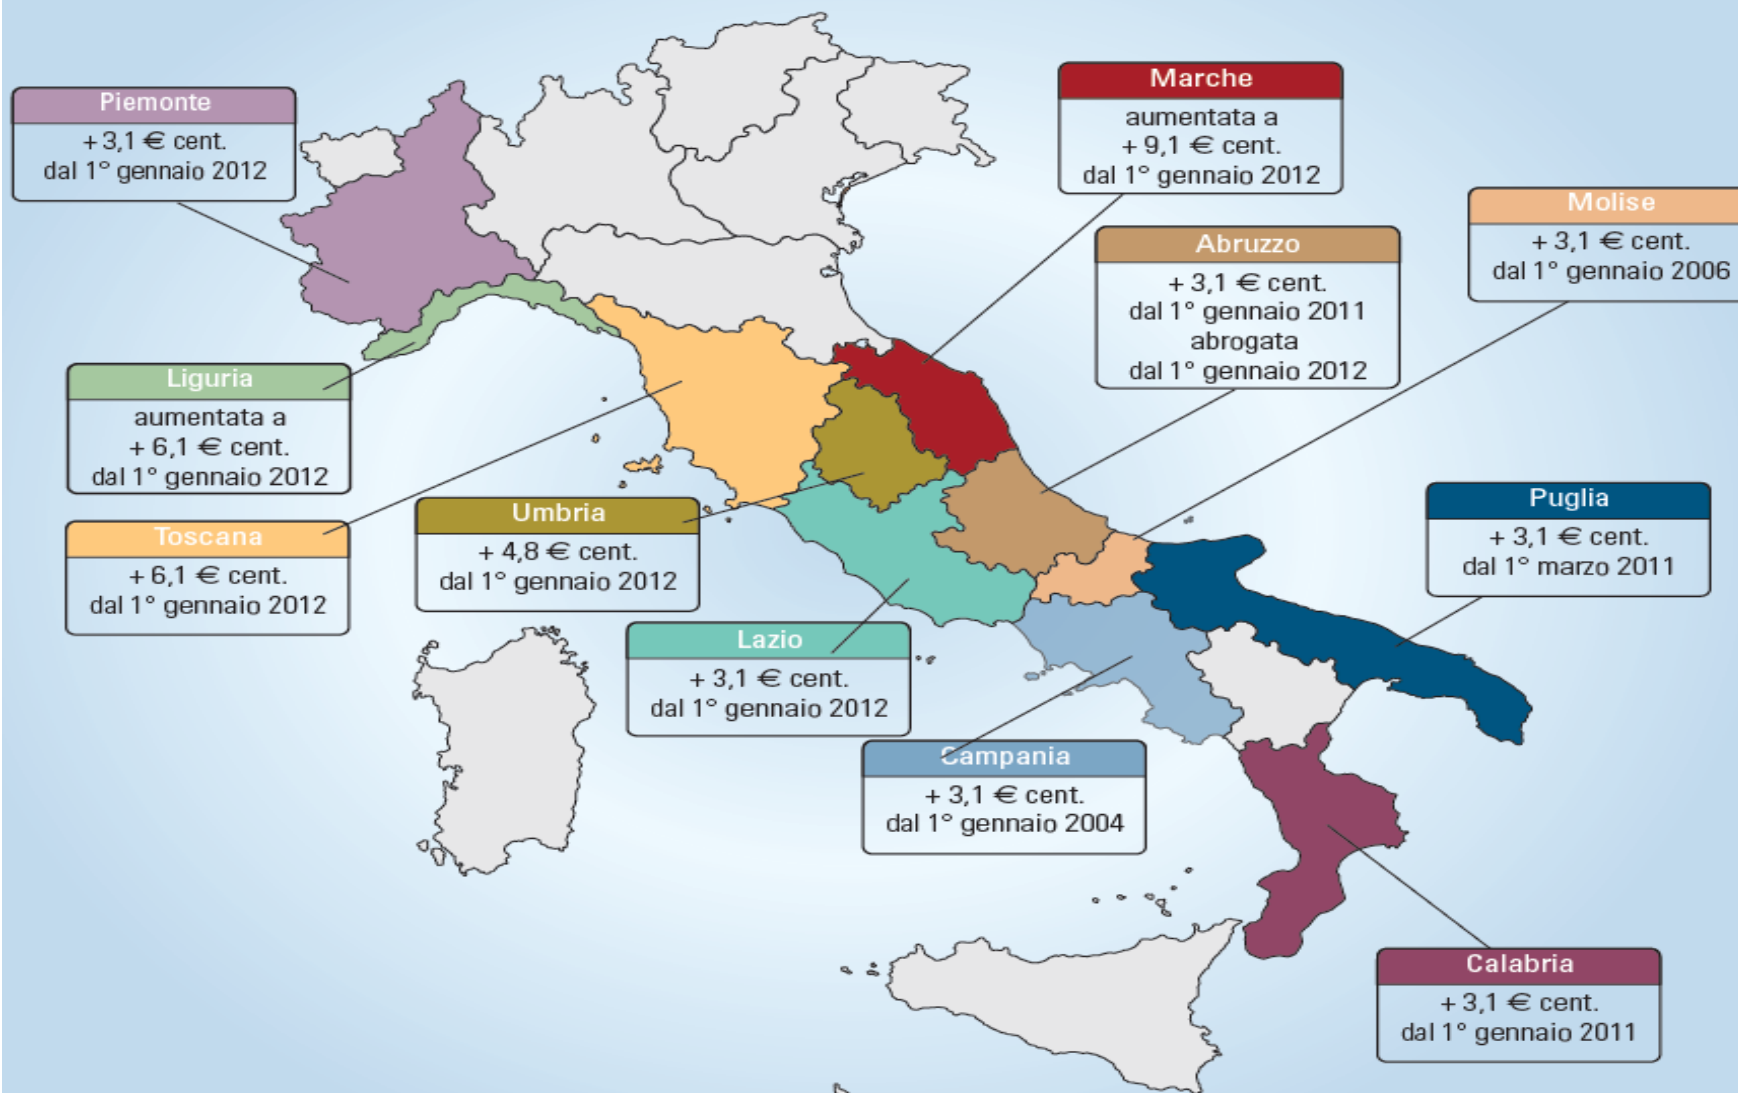 Piemonte
+ 3,1 € cent.
dal 1° gennaio 2012
Marche
aumentata a
+ 9,1 € cent.
dal 1° gennaio 2012
Molise
+ 3,1 € cent.
dal 1° gennaio 2006
Abruzzo
+ 3,1 € cent.
dal 1° gennaio 2011
abrogata
dal 1° gennaio 2012
Liguria
aumentata a
+ 6,1 € cent.
dal 1° gennaio 2012
Toscana
+ 6,1 € cent.
dal 1° gennaio 2012
Umbria
+ 4,8 € cent.
dal 1° gennaio 2012
Puglia
+ 3,1 € cent.
dal 1° marzo 2011
Lazio
+ 3,1 € cent.
dal 1° gennaio 2012
Campania
+ 3,1 € cent.
dal 1° gennaio 2004
Calabria
+ 3,1 € cent.
dal 1° gennaio 2011